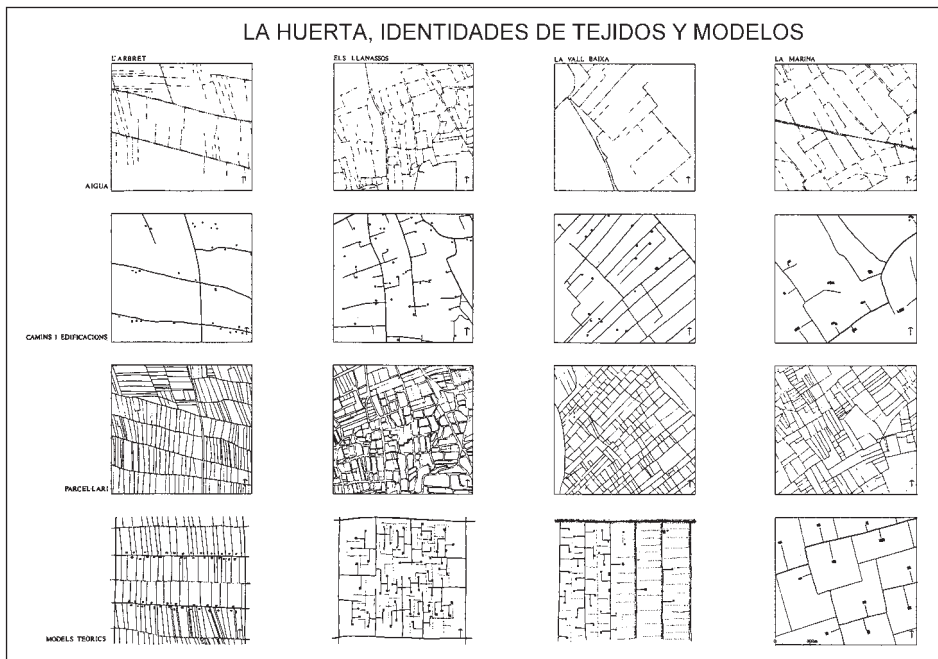 LA HUERTA, IDENTIDADES DE TEJIDOS Y MODELOS
L'ARBRET
ELS LLANASSOS
LA VALL BAIXA
LA MARINA
AIGUA
CAMINS I EDIFICACIONS
PARCEL·LARI
MODELS TEÒRICS